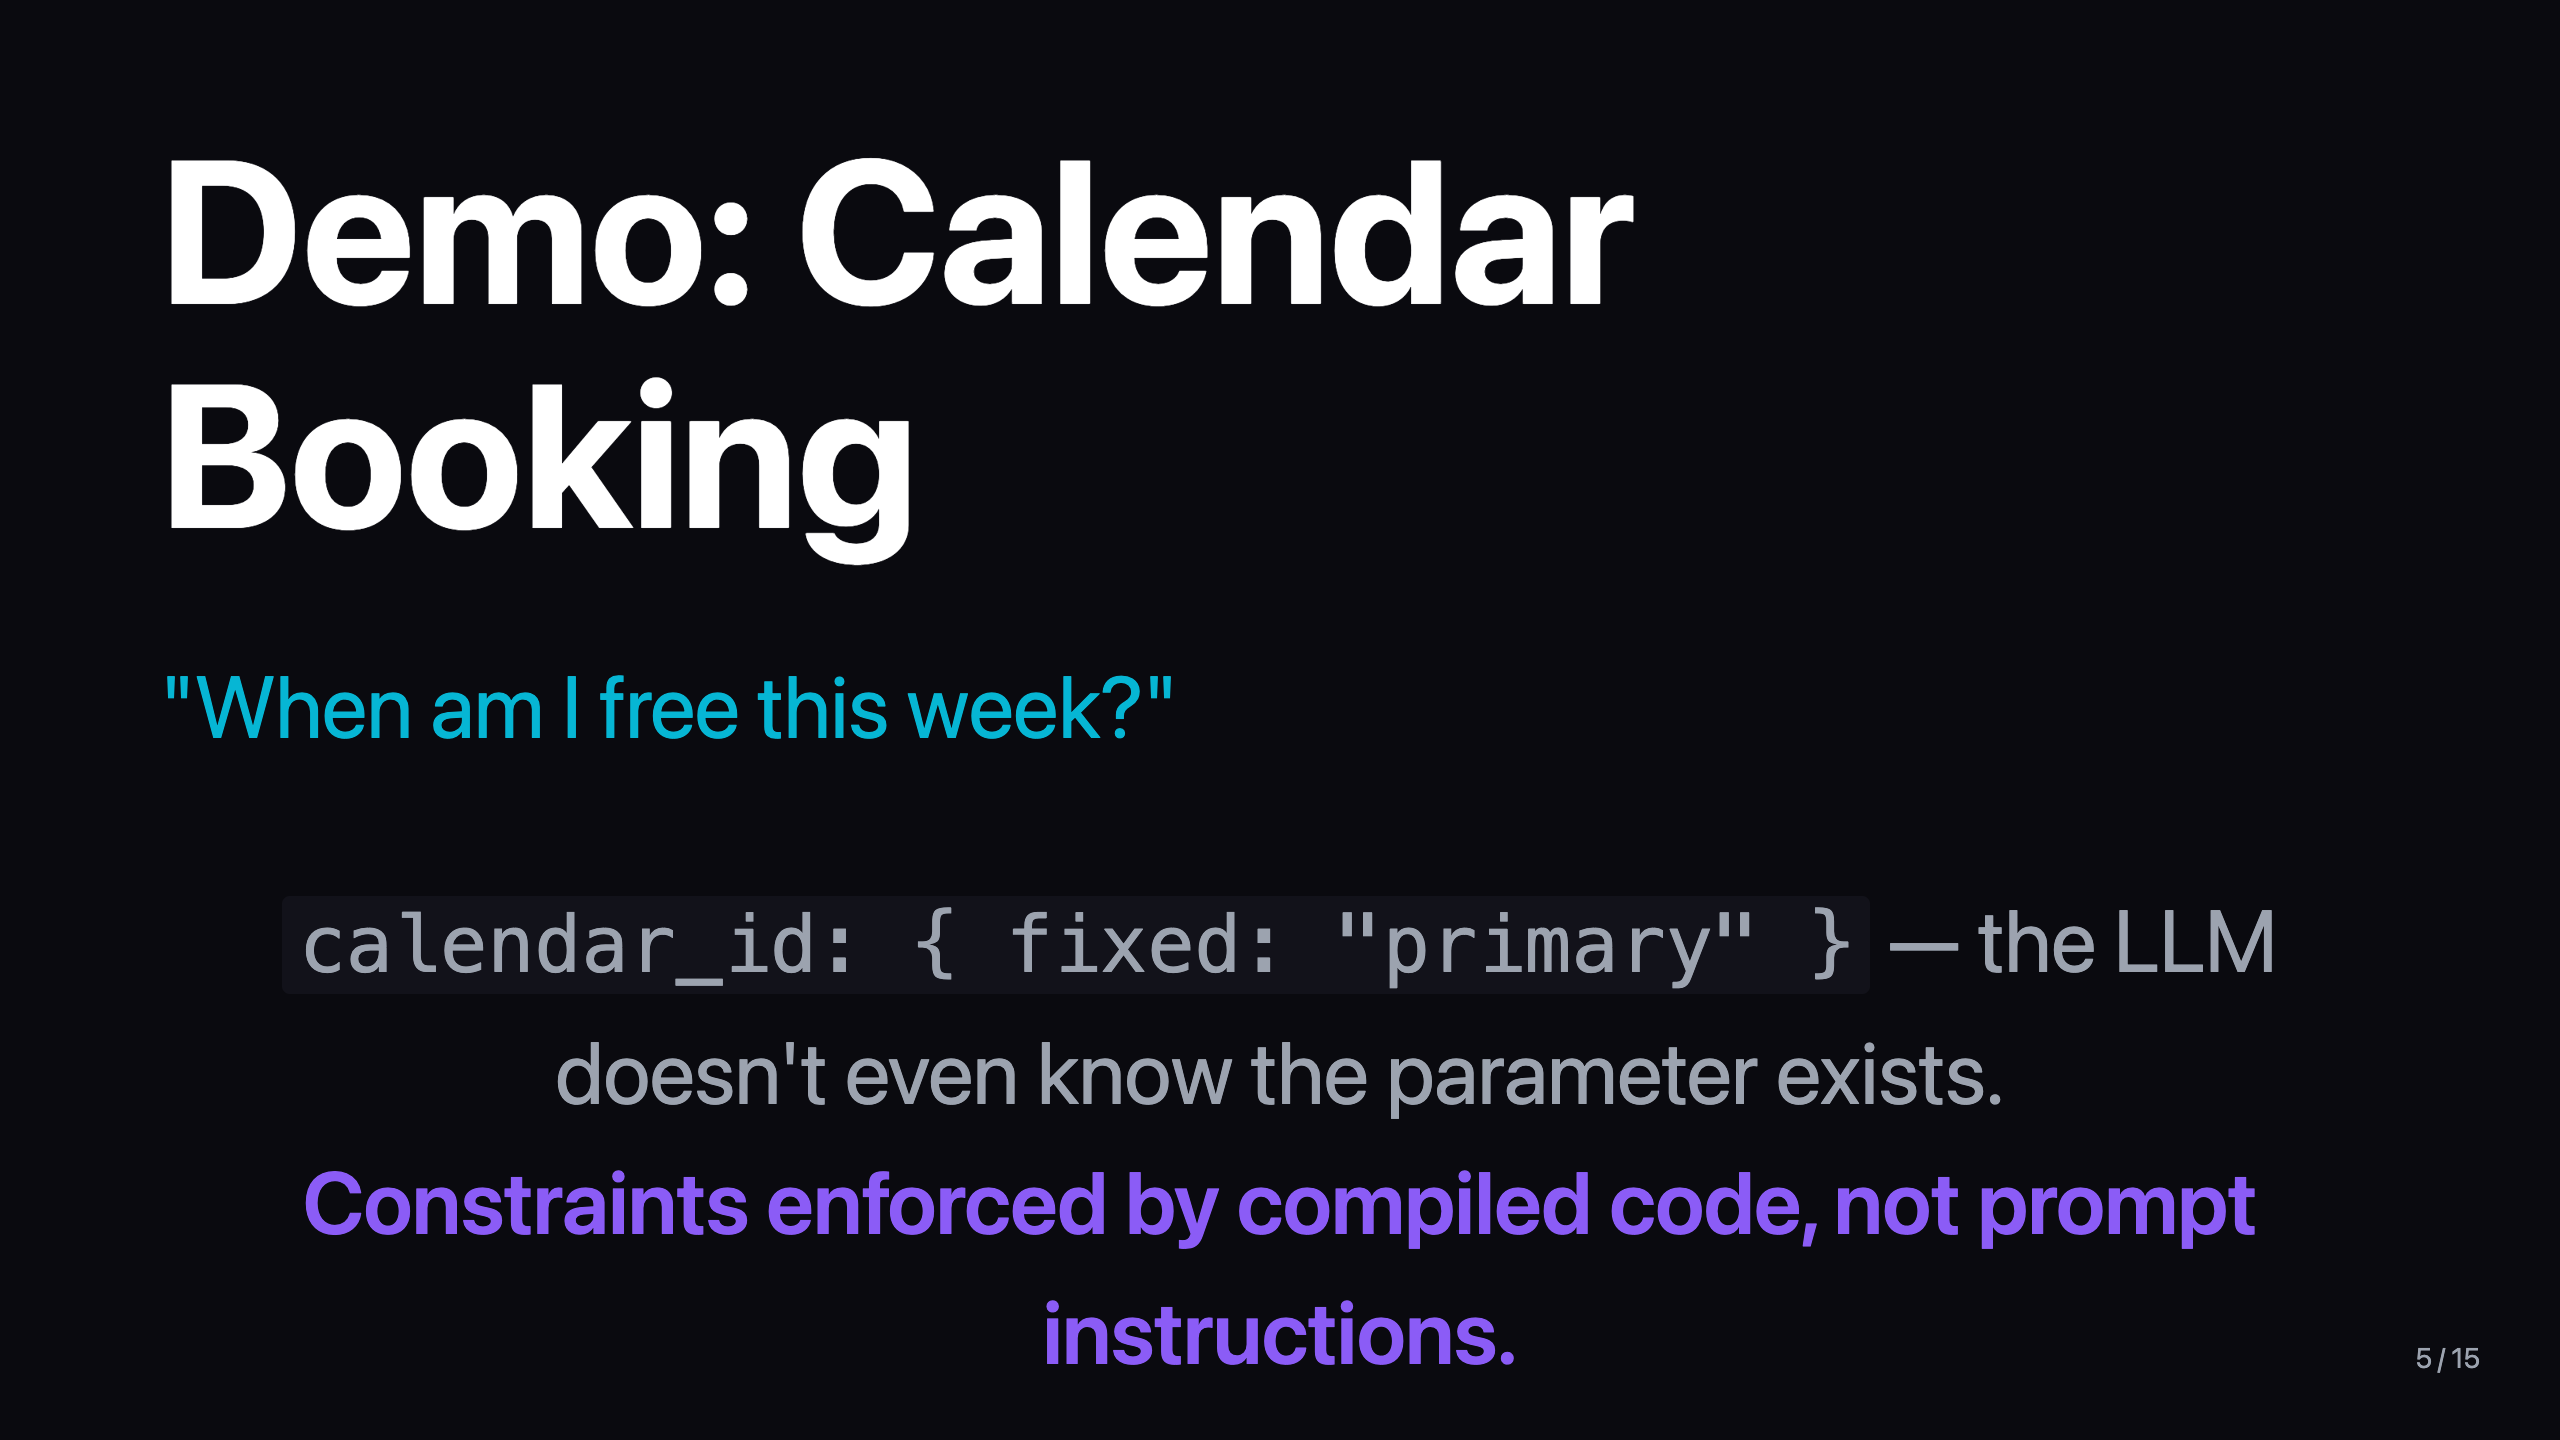 Demo: Calendar
Booking
"When am I free this week?"
calendar_id: { fixed: "primary" } — the LLM
doesn't even know the parameter exists.
Constraints enforced by compiled code, not prompt
instructions.
5 / 15